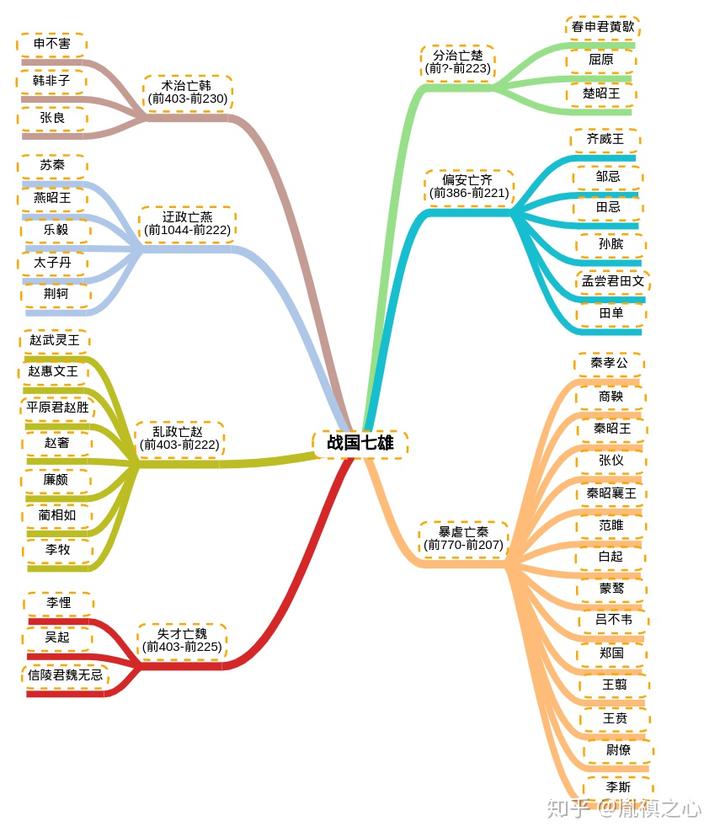 战国七雄
术治亡韩
(前403-前230)
申不害
韩非子
张良
迂政亡燕
(前1044-前222)
苏秦
燕昭王
乐毅
太子丹
荆轲
乱政亡赵
(前403-前222)
赵武灵王
赵惠文王
平原君赵胜
赵奢
廉颇
蔺相如
李牧
失才亡魏
(前403-前225)
李悝
吴起
信陵君魏无忌
分治亡楚
(前?-前223)
春申君黄歇
屈原
楚昭王
偏安亡齐
(前386-前221)
齐威王
邹忌
田忌
孙膑
孟尝君田文
田单
暴虐亡秦
(前770-前207)
秦孝公
商鞅
秦昭王
张仪
秦昭襄王
范雎
白起
蒙骜
吕不韦
郑国
王翦
王贲
尉僚
李斯
知乎 @胤禛之心